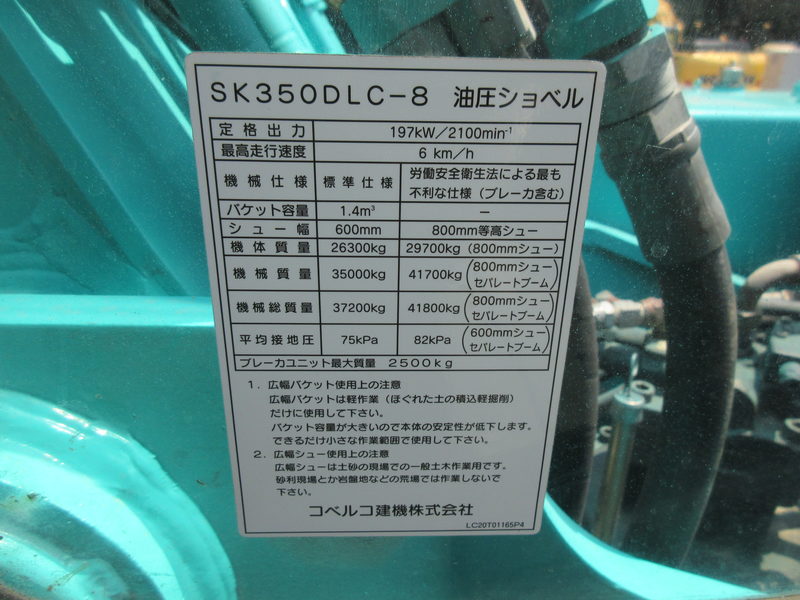 SK350DLC-8 油圧ショベル
定格出力 197kW/2100min⁻¹
最高走行速度 6 km/h
機械仕様 標準仕様 労働安全衛生法による最も
不利な仕様(ブレーカ含む)
バケット容量 1.4m³ —
シュー幅 600mm 800mm等高シュー
機体質量 26300kg 29700kg(800mmシュー)
機械質量 35000kg 41700kg(800mmシュー
セパレートブーム)
機械総質量 37200kg 41800kg(800mmシュー
セパレートブーム)
平均接地圧 75kPa 82kPa(600mmシュー
セパレートブーム)
ブレーカユニット最大質量 2500kg
1. 広幅バケット使用上の注意
広幅バケットは軽作業(ほぐれた土の積込軽掘削)
だけに使用して下さい。
バケット容量が大きいので本体の安定性が低下します。
できるだけ小さな作業範囲で使用して下さい。
2. 広幅シュー使用上の注意
広幅シューは土砂の現場での一般土木作業用です。
砂利現場とか岩盤地などの荒場では作業しないで
下さい。
コベルコ建機株式会社
LC20T01165P4